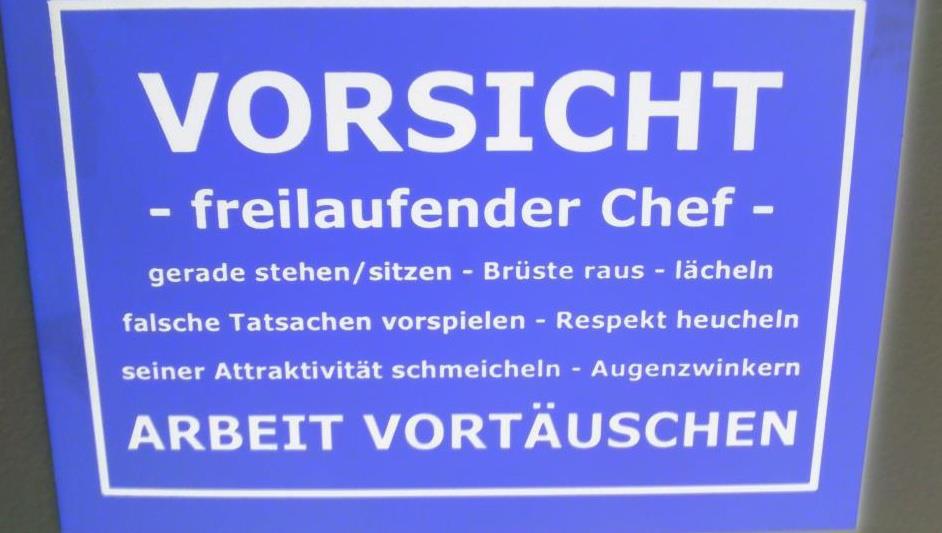 VORSICHT
- freilaufender Chef -
gerade stehen/sitzen - Brüste raus - lächeln
falsche Tatsachen vorspielen - Respekt heucheln
seiner Attraktivität schmeicheln - Augenzwinkern
ARBEIT VORTÄUSCHEN